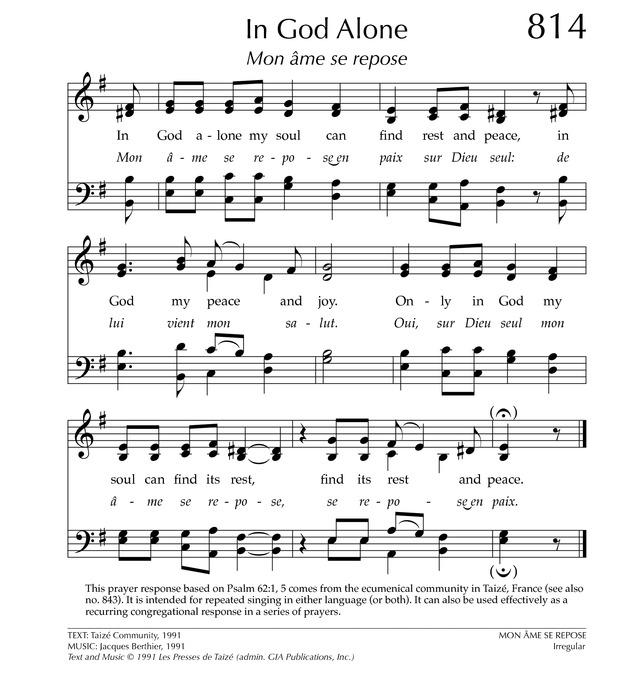 In God Alone
814
Mon âme se repose
In God a - lone my soul can find rest and peace, in
Mon â - me se re - po - se en paix sur Dieu seul: de
God my peace and joy. On - ly in God my
lui vient mon sa - lut. Oui, sur Dieu seul mon
soul can find its rest, find its rest and peace.
â - me se re - po - se, se re - po - se en paix.
This prayer response based on Psalm 62:1, 5 comes from the ecumenical community in Taizé, France (see also
no. 843). It is intended for repeated singing in either language (or both). It can also be used effectively as a
recurring congregational response in a series of prayers.
TEXT: Taizé Community, 1991
MON ÂME SE REPOSE
MUSIC: Jacques Berthier, 1991
Irregular
Text and Music © 1991 Les Presses de Taizé (admin. GIA Publications, Inc.)